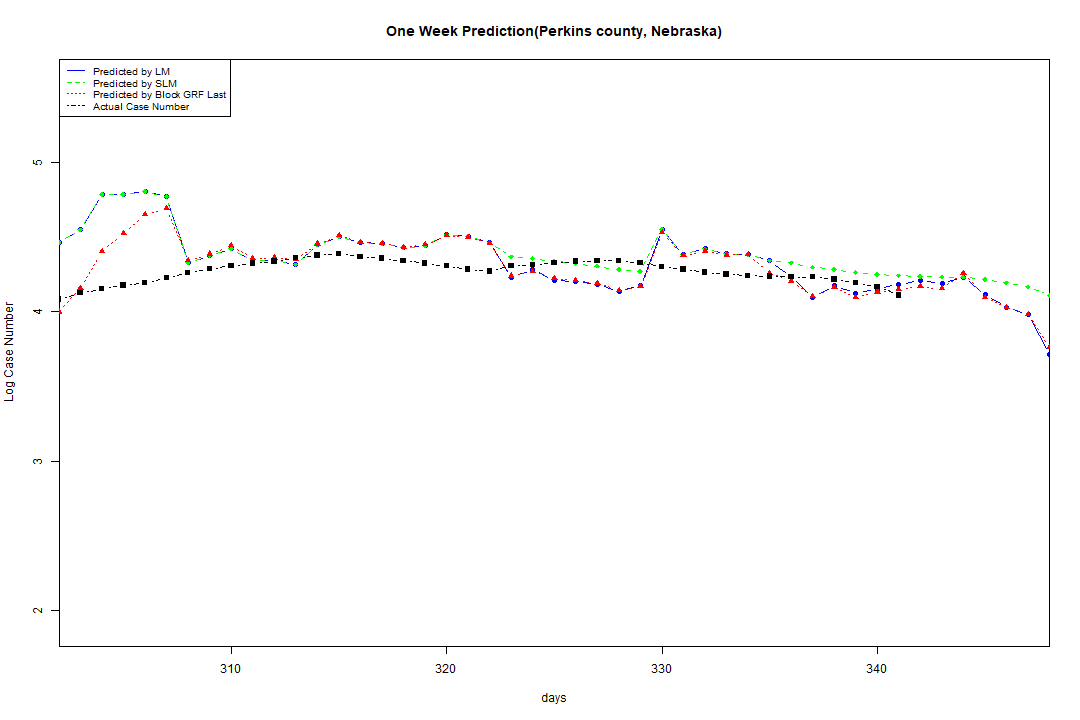 One Week Prediction(Perkins county, Nebraska)
Predicted by LM
Predicted by SLM
Predicted by Block GRF Last
Actual Case Number
5
4
3
2
Log Case Number
310 320 330 340
days